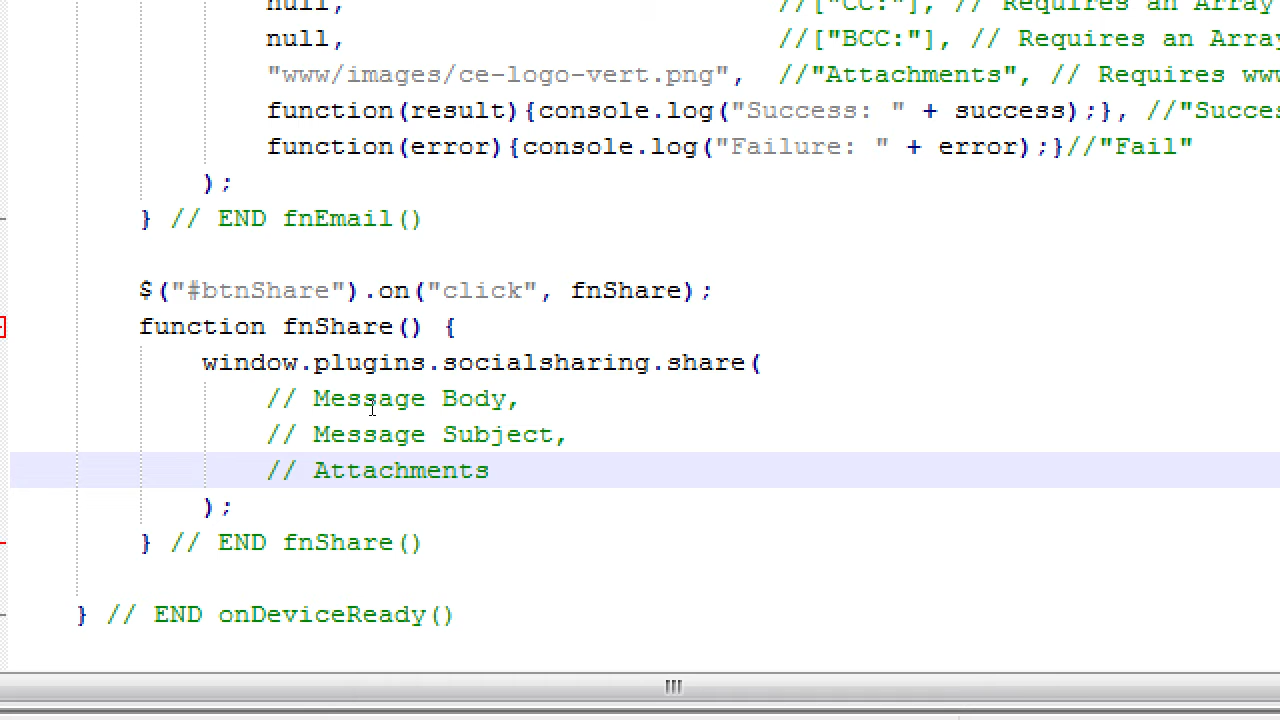 null, //["CC:"], // Requires an Array
null, //["BCC:"], // Requires an Array
"www/images/ce-logo-vert.png", //"Attachments", // Requires www
function(result){console.log("Success: " + success);}, //"Succes
function(error){console.log("Failure: " + error);}//"Fail"
);
} // END fnEmail()
$("#btnShare").on("click", fnShare);
function fnShare() {
window.plugins.socialsharing.share(
// Message Body,
// Message Subject,
// Attachments
);
} // END fnShare()
} // END onDeviceReady()